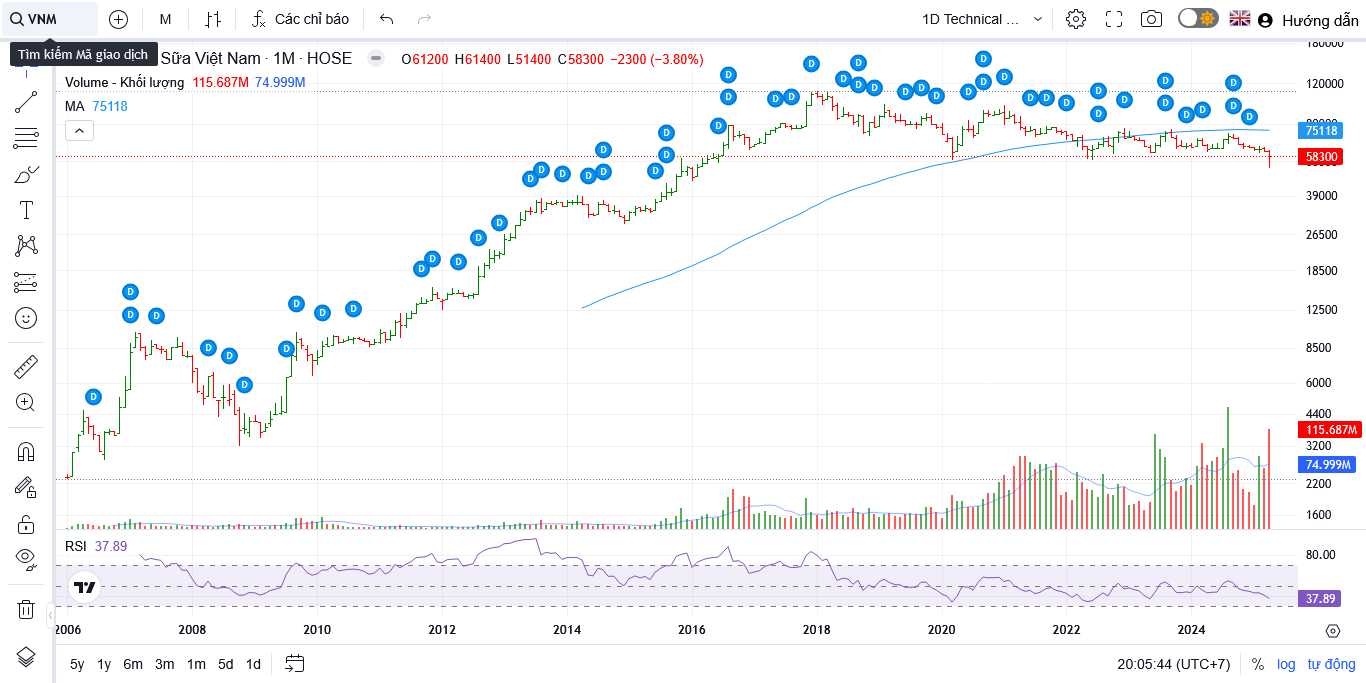 VNM
M
Các chỉ báo
1D Technical ...
Hướng dẫn
Tìm kiếm Mã giao dịch
Sữa Việt Nam · 1M · HOSE
O61200 H61400 L51400 C58300 −2300 (−3.80%)
Volume - Khối lượng 115.687M 74.999M
MA 75118
180000
120000
75118
58300
39000
26500
18500
12500
8500
6000
4400
115.687M
3200
74.999M
2200
1600
D D D D D D D D D D D D D D D D D D D D D D D D D D D D D D D D D D D D D D D D D D D D D D D D D D D D D D D D D D
RSI 37.89
80.00
37.89
2006 2008 2010 2012 2014 2016 2018 2020 2022 2024
5y 1y 6m 3m 1m 5d 1d
20:05:44 (UTC+7) % log tự động